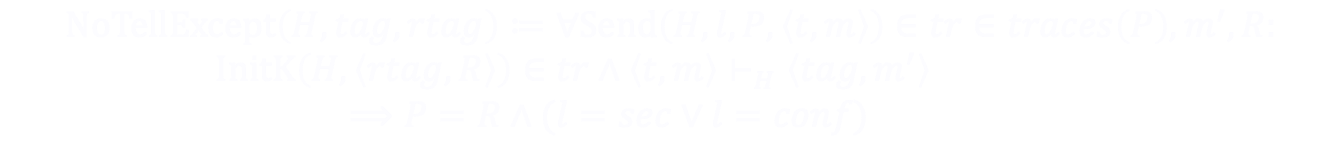 NoTellExcept(H, tag, rtag) ≔ ∀Send(H, l, P, ⟨t, m⟩) ∈ tr ∈ traces(P), m′, R:
InitK(H, ⟨rtag, R⟩) ∈ tr ∧ ⟨t, m⟩ ⊢_H ⟨tag, m′⟩
⟹ P = R ∧ (l = sec ∨ l = conf)